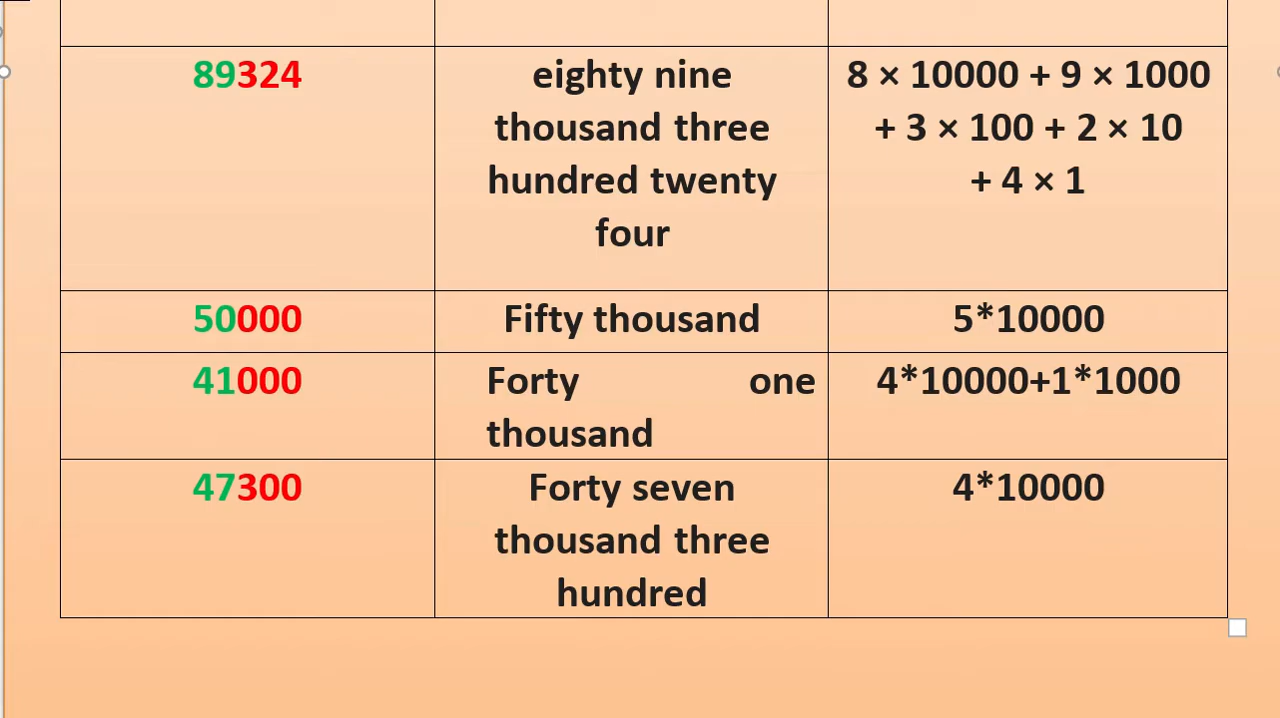 89324
eighty nine
thousand three
hundred twenty
four
8 × 10000 + 9 × 1000
+ 3 × 100 + 2 × 10
+ 4 × 1
50000
Fifty thousand
5*10000
41000
Forty one
thousand
4*10000+1*1000
47300
Forty seven
thousand three
hundred
4*10000